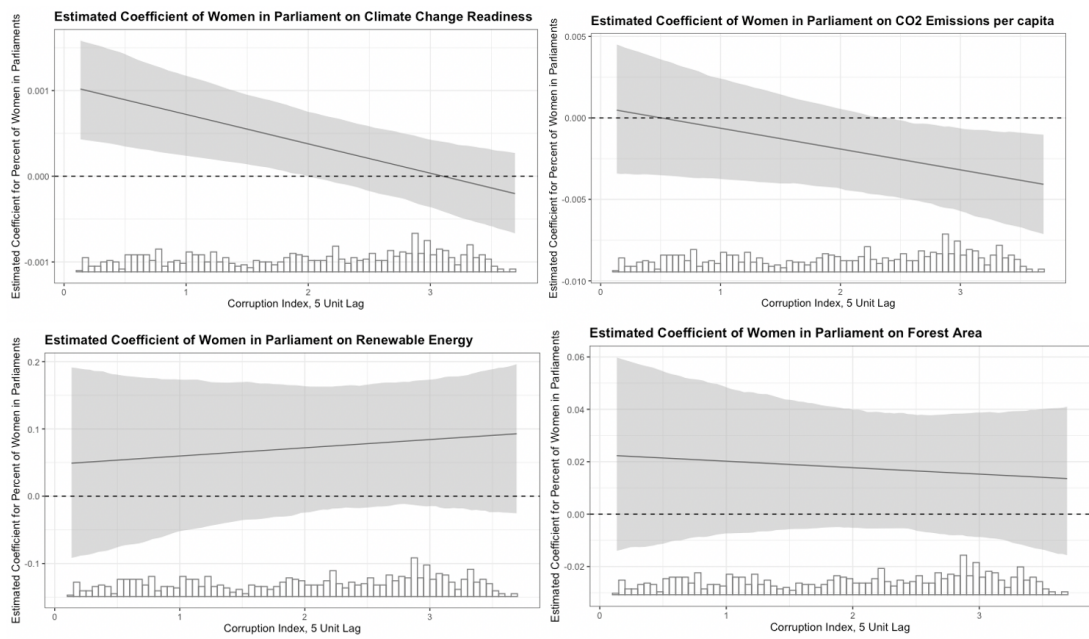 Estimated Coefficient of Women in Parliament on Climate Change Readiness
Estimated Coefficient for Percent of Women in Parliaments
0.001
0.000
-0.001
0
1
2
3
Corruption Index, 5 Unit Lag
Estimated Coefficient of Women in Parliament on CO2 Emissions per capita
Estimated Coefficient for Percent of Women in Parliaments
0.005
0.000
-0.005
-0.010
0
1
2
3
Corruption Index, 5 Unit Lag
Estimated Coefficient of Women in Parliament on Renewable Energy
Estimated Coefficient for Percent of Women in Parliaments
0.2
0.1
0.0
-0.1
0
1
2
3
Corruption Index, 5 Unit Lag
Estimated Coefficient of Women in Parliament on Forest Area
Estimated Coefficient for Percent of Women in Parliaments
0.06
0.04
0.02
0.00
-0.02
0
1
2
3
Corruption Index, 5 Unit Lag